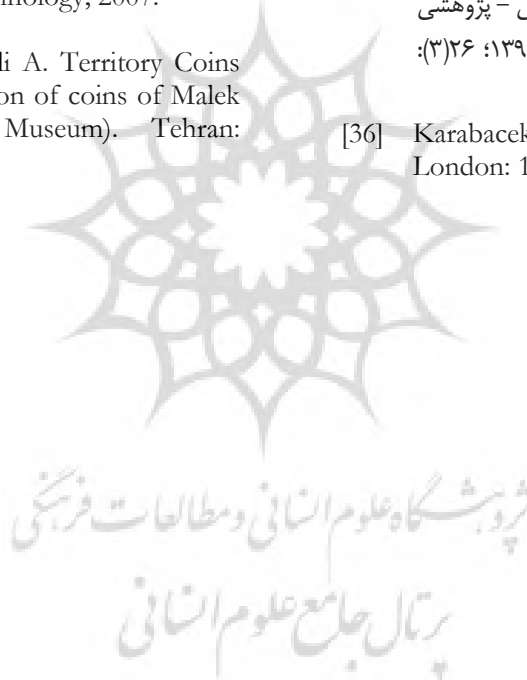 nology, 2007.
li A. Territory Coins
on of coins of Malek
Museum). Tehran:
ی - پژوهشی
۱۳۹؛ ۲۶(۳):
[36] Karabacek
London: 1
پژوهشگاه علوم انسانی و مطالعات فرهنگی
پرتال جامع علوم انسانی